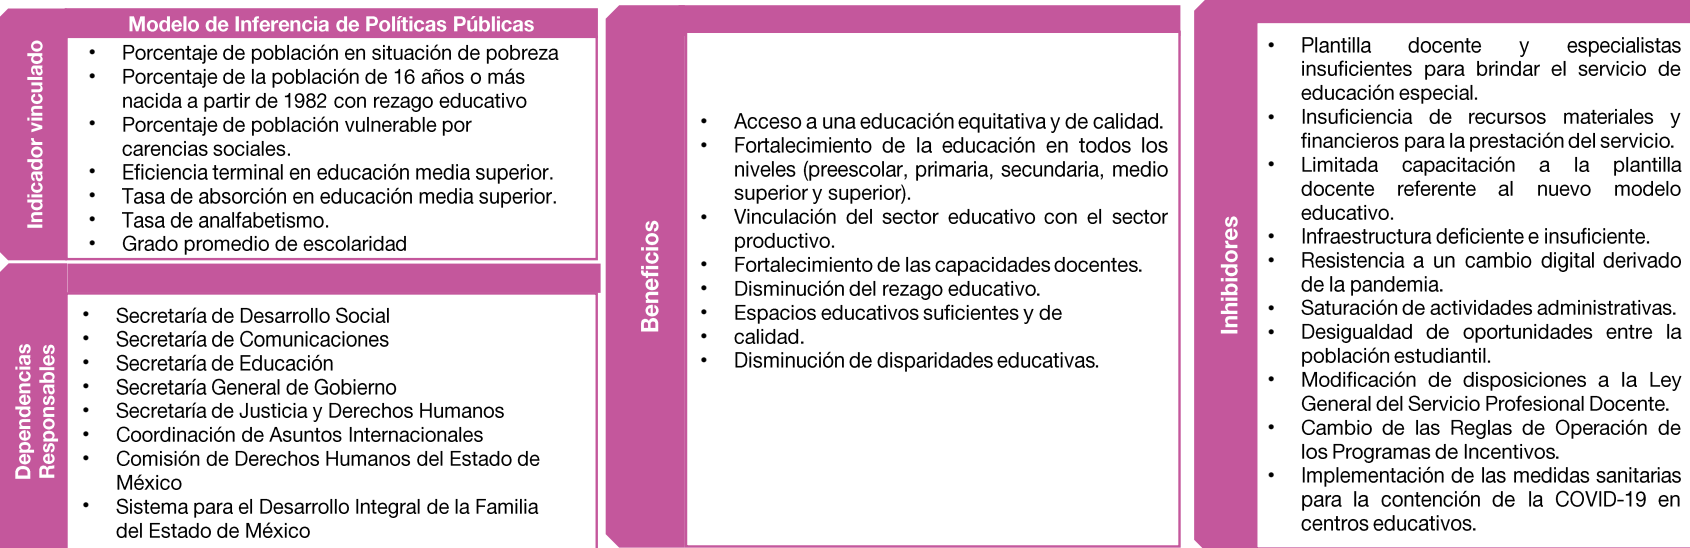 Modelo de Inferencia de Políticas Públicas
Indicador vinculado
• Porcentaje de población en situación de pobreza
• Porcentaje de la población de 16 años o más
nacida a partir de 1982 con rezago educativo
• Porcentaje de población vulnerable por
carencias sociales.
• Eficiencia terminal en educación media superior.
• Tasa de absorción en educación media superior.
• Tasa de analfabetismo.
• Grado promedio de escolaridad
Dependencias
Responsables
• Secretaría de Desarrollo Social
• Secretaría de Comunicaciones
• Secretaría de Educación
• Secretaría General de Gobierno
• Secretaría de Justicia y Derechos Humanos
• Coordinación de Asuntos Internacionales
• Comisión de Derechos Humanos del Estado de
México
• Sistema para el Desarrollo Integral de la Familia
del Estado de México
Beneficios
• Acceso a una educación equitativa y de calidad.
• Fortalecimiento de la educación en todos los
niveles (preescolar, primaria, secundaria, medio
superior y superior).
• Vinculación del sector educativo con el sector
productivo.
• Fortalecimiento de las capacidades docentes.
• Disminución del rezago educativo.
• Espacios educativos suficientes y de
• calidad.
• Disminución de disparidades educativas.
Inhibidores
• Plantilla docente y especialistas
insuficientes para brindar el servicio de
educación especial.
• Insuficiencia de recursos materiales y
financieros para la prestación del servicio.
• Limitada capacitación a la plantilla
docente referente al nuevo modelo
educativo.
• Infraestructura deficiente e insuficiente.
• Resistencia a un cambio digital derivado
de la pandemia.
• Saturación de actividades administrativas.
• Desigualdad de oportunidades entre la
población estudiantil.
• Modificación de disposiciones a la Ley
General del Servicio Profesional Docente.
• Cambio de las Reglas de Operación de
los Programas de Incentivos.
• Implementación de las medidas sanitarias
para la contención de la COVID-19 en
centros educativos.